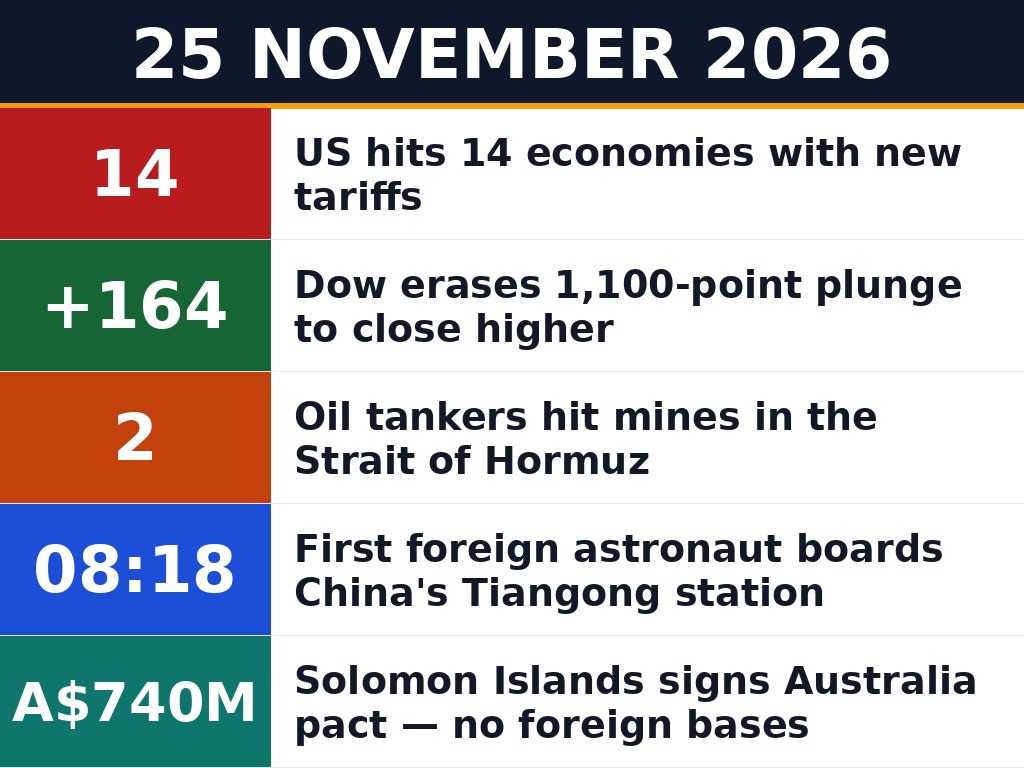 25 NOVEMBER 2026
14
US hits 14 economies with new
tariffs
+164
Dow erases 1,100-point plunge
to close higher
2
Oil tankers hit mines in the
Strait of Hormuz
08:18
First foreign astronaut boards
China's Tiangong station
A$740M
Solomon Islands signs Australia
pact — no foreign bases